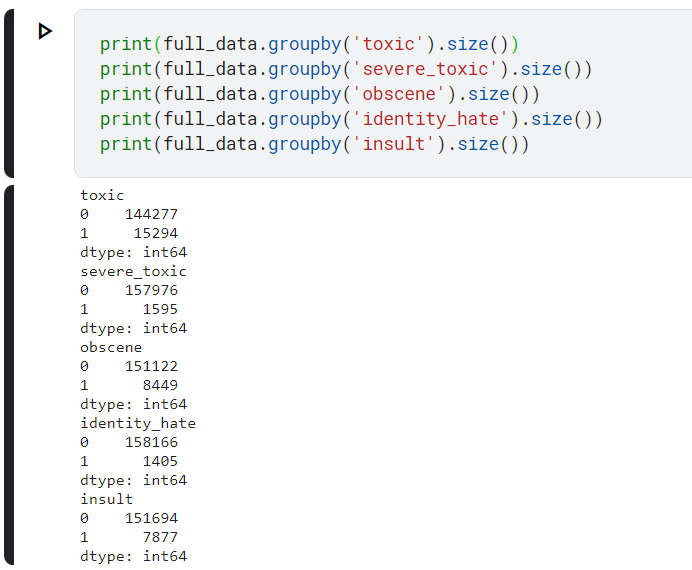 print(full_data.groupby('toxic').size())
print(full_data.groupby('severe_toxic').size())
print(full_data.groupby('obscene').size())
print(full_data.groupby('identity_hate').size())
print(full_data.groupby('insult').size())
toxic
0    144277
1     15294
dtype: int64
severe_toxic
0    157976
1      1595
dtype: int64
obscene
0    151122
1      8449
dtype: int64
identity_hate
0    158166
1      1405
dtype: int64
insult
0    151694
1      7877
dtype: int64